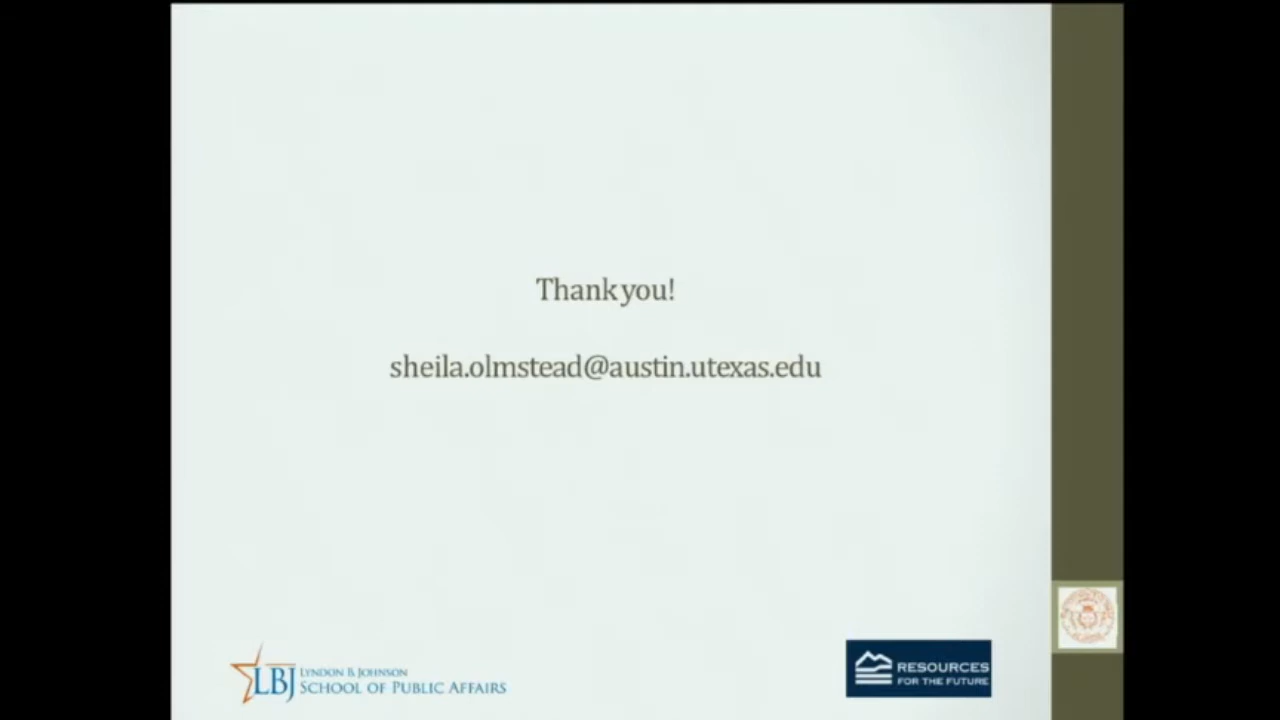 Thank you!
sheila.olmstead@austin.utexas.edu
LBJ
LYNDON B. JOHNSON
SCHOOL OF PUBLIC AFFAIRS
RESOURCES
FOR THE FUTURE